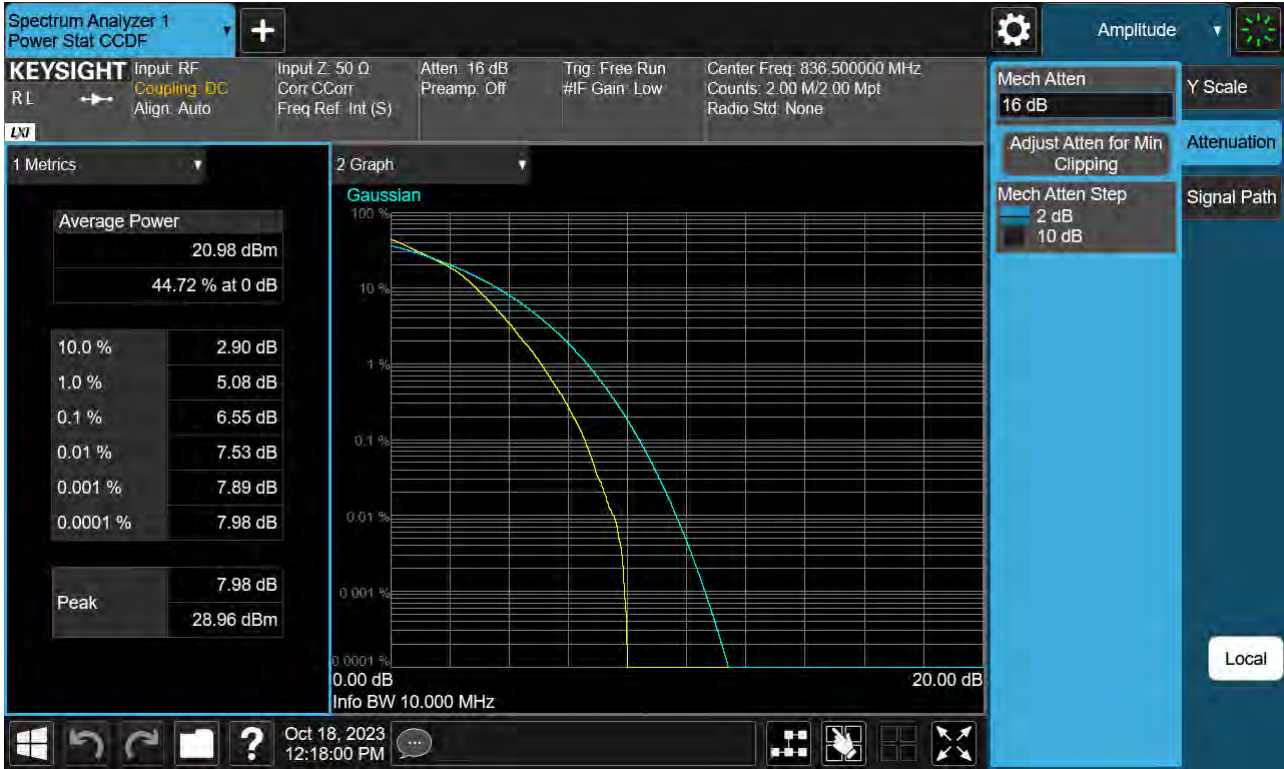 Spectrum Analyzer 1
Power Stat CCDF
+
Amplitude
KEYSIGHT
R L
LXI
Input: RF
Coupling: DC
Align: Auto
Input Z: 50 Ω
Corr CCorr
Freq Ref: Int (S)
Atten: 16 dB
Preamp: Off
Trig: Free Run
#IF Gain: Low
Center Freq: 836.500000 MHz
Counts: 2.00 M/2.00 Mpt
Radio Std: None
1 Metrics
Average Power
20.98 dBm
44.72 % at 0 dB
10.0 % 2.90 dB
1.0 % 5.08 dB
0.1 % 6.55 dB
0.01 % 7.53 dB
0.001 % 7.89 dB
0.0001 % 7.98 dB
Peak
7.98 dB
28.96 dBm
2 Graph
Gaussian
100 %
10 %
1 %
0.1 %
0.01 %
0.001 %
0.0001 %
0.00 dB 20.00 dB
Info BW 10.000 MHz
Mech Atten
16 dB
Adjust Atten for Min
Clipping
Mech Atten Step
2 dB
10 dB
Y Scale
Attenuation
Signal Path
Local
?
Oct 18, 2023
12:18:00 PM